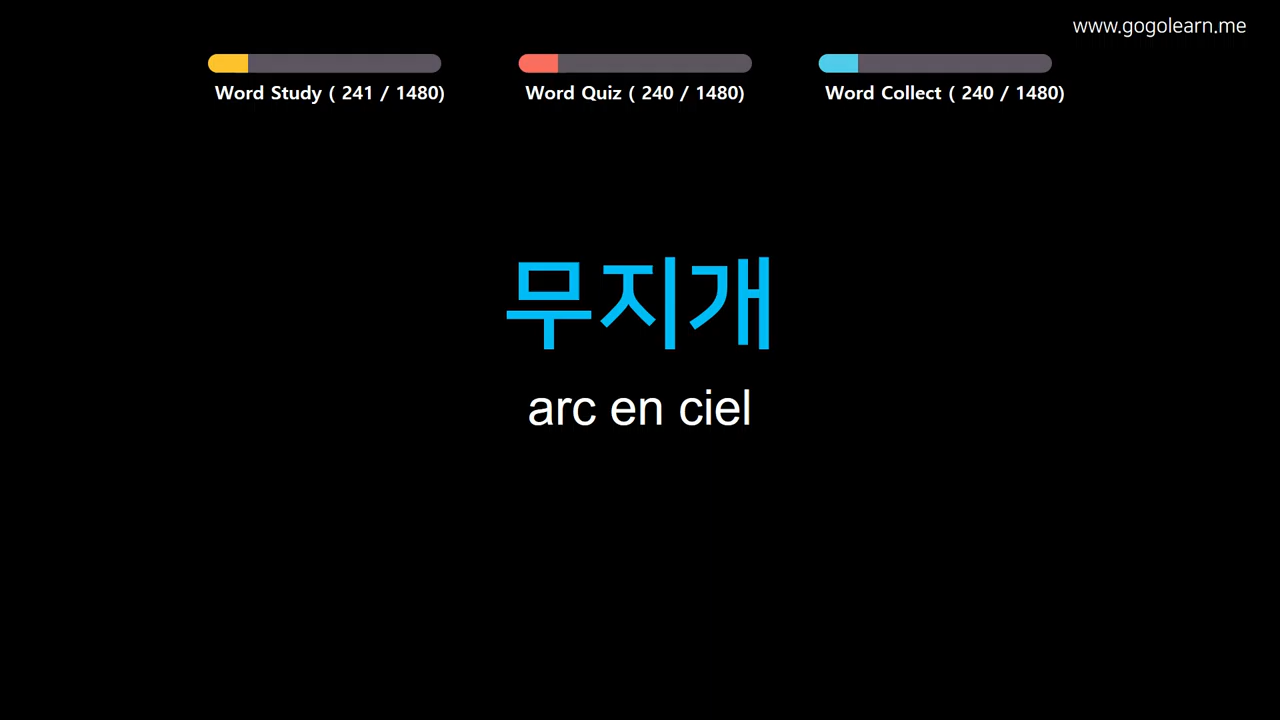 www.gogolearn.me
Word Study ( 241 / 1480)
Word Quiz ( 240 / 1480)
Word Collect ( 240 / 1480)
무지개
arc en ciel